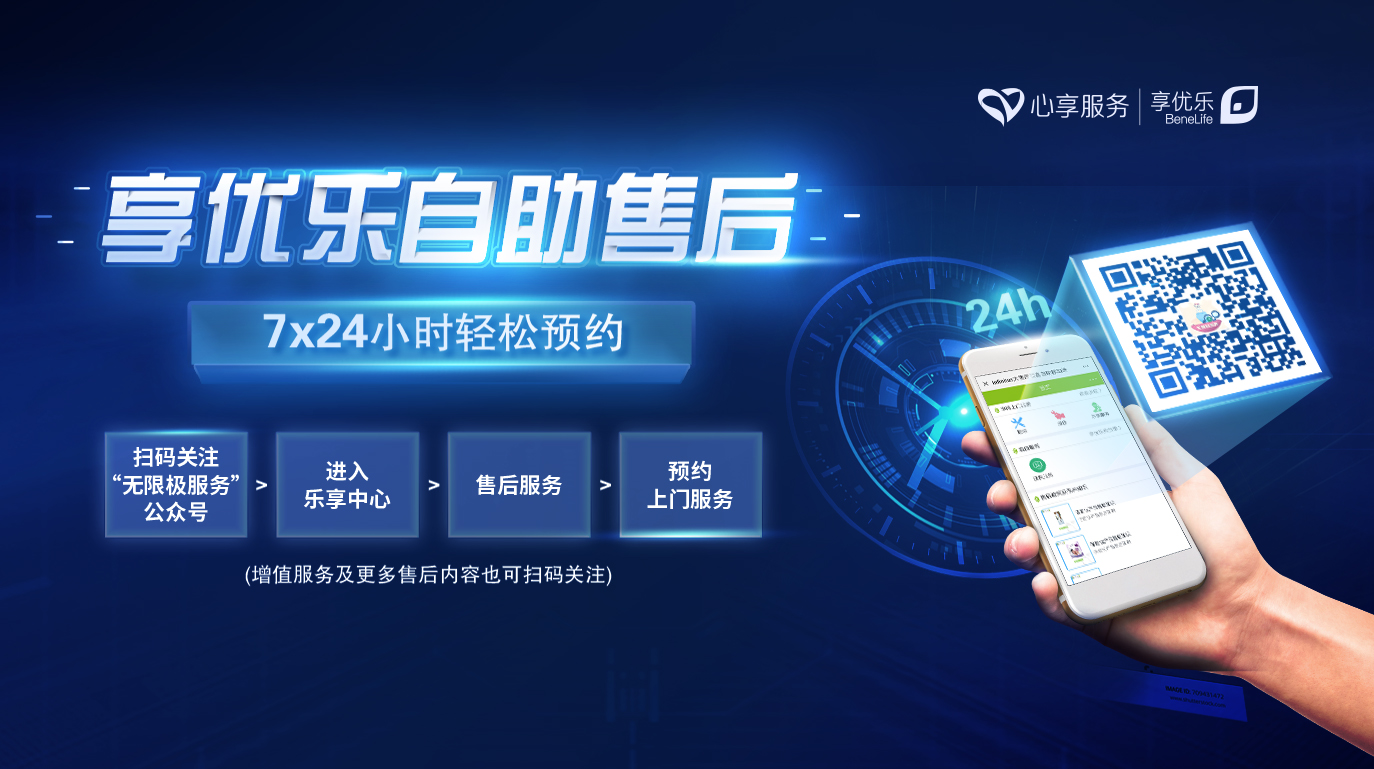 心享服务
享优乐
BeneLife
享优乐自助售后
7x24小时轻松预约
24h
扫码关注
“无限极服务”
公众号
>
进入
乐享中心
>
售后服务
>
预约
上门服务
(增值服务及更多售后内容也可扫码关注)